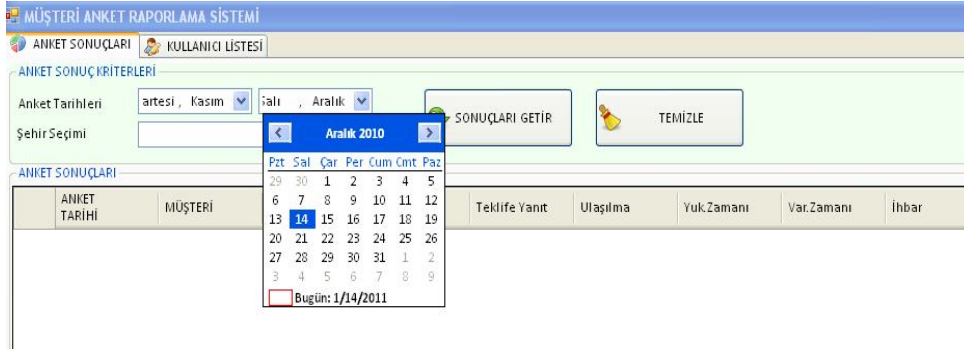 MÜŞTERİ ANKET RAPORLAMA SİSTEMİ
ANKET SONUÇLARI KULLANICI LİSTESİ
ANKET SONUÇ KRİTERLERİ
Anket Tarihleri artesi , Kasım Salı , Aralık
SONUÇLARI GETİR TEMİZLE
Şehir Seçimi
Aralık 2010
Pzt Sal Çar Per Cum Cmt Paz
29 30 1 2 3 4 5
6 7 8 9 10 11 12
13 14 15 16 17 18 19
20 21 22 23 24 25 26
27 28 29 30 31 1 2
3 4 5 6 7 8 9
Bugün: 1/14/2011
ANKET SONUÇLARI
ANKET TARİHİ MÜŞTERİ Teklife Yanıt Ulaşılma Yuk.Zamanı Var.Zamanı İhbar